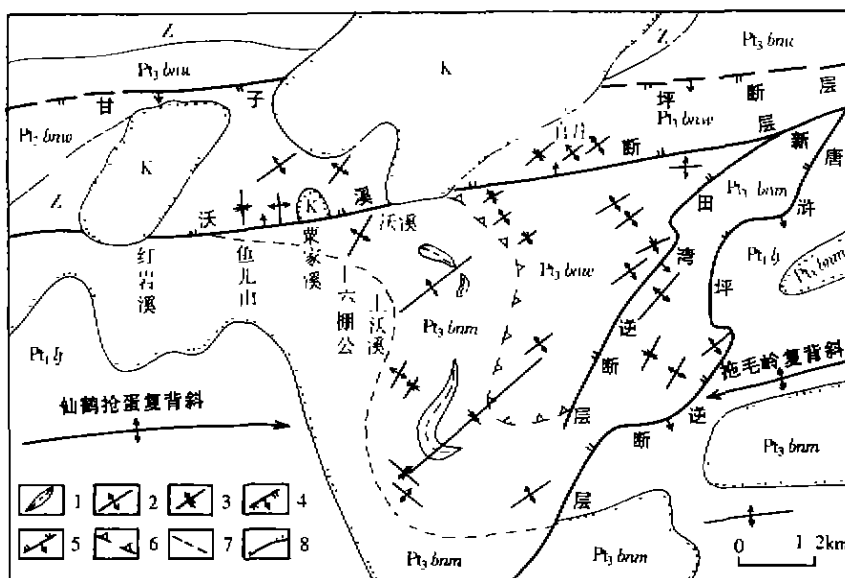 Z
Z
Pt₃ bnu
Pt₃ bnu
K
甘子坪断层
Pt₃ bnw
Pt₃ bnw
K
Z
K
沃溪断层
新田湾逆断层
唐浒坪逆断层
Pt₃ bnm
沃溪
红岩溪
鱼儿山
粟家溪
Pt₃ bnw
Pt₁ lj
Pt₃ bnm
—六棚公
—沃溪
Pt₃ bnm
Pt₁ lj
仙鹤抢蛋复背斜
拖毛岭复背斜
Pt₃ bnm
1
2
3
4
5
6
7
8
Pt₃ bnm
Pt₃ bnm
0 1 2km